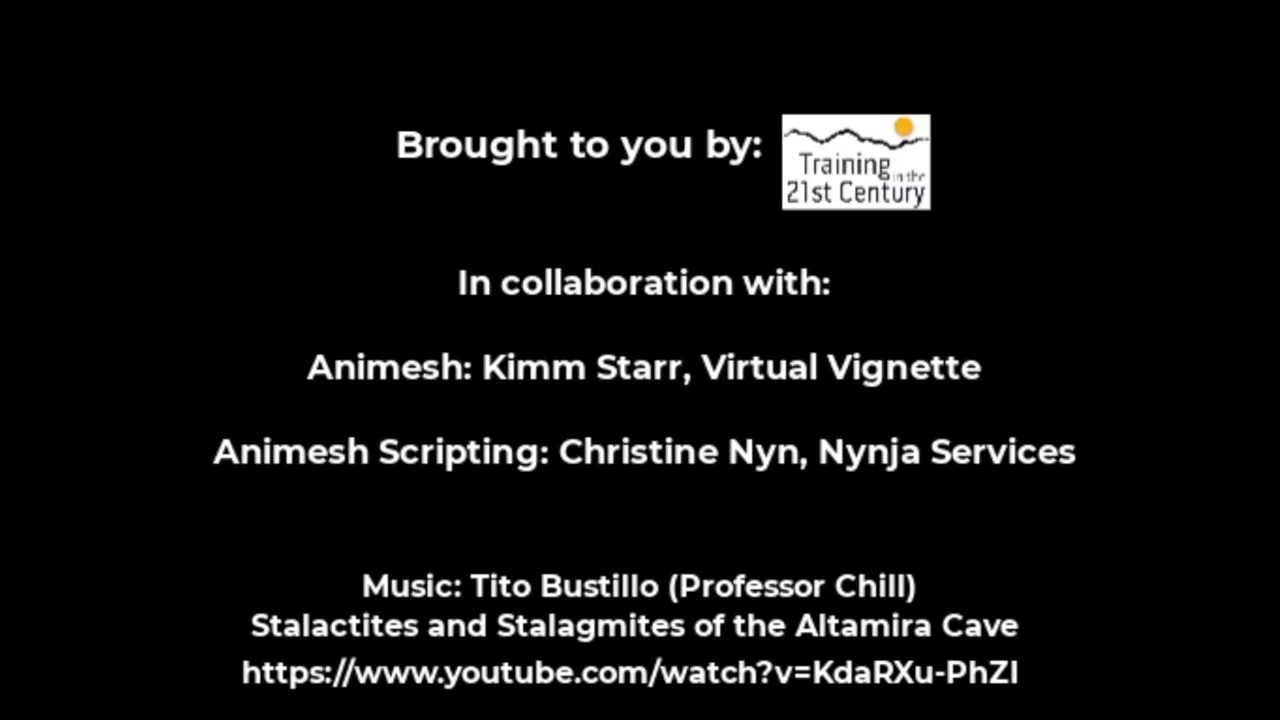 Brought to you by:
Training in the
21st Century
In collaboration with:
Animesh: Kimm Starr, Virtual Vignette
Animesh Scripting: Christine Nyn, Nynja Services
Music: Tito Bustillo (Professor Chill)
Stalactites and Stalagmites of the Altamira Cave
https://www.youtube.com/watch?v=KdaRXu-PhZI